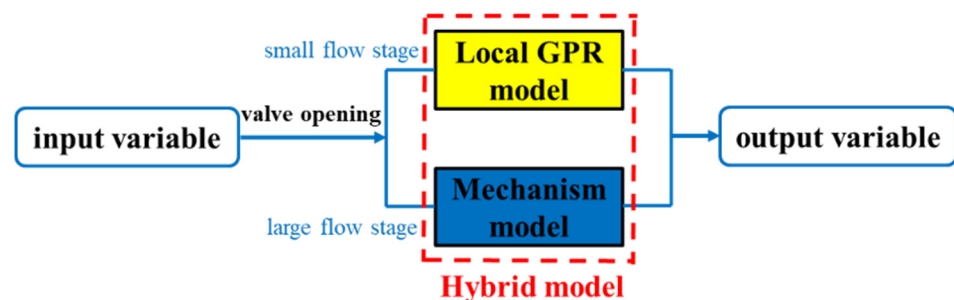 small flow stage
Local GPR
model
input variable
valve opening
output variable
Mechanism
model
large flow stage
Hybrid model